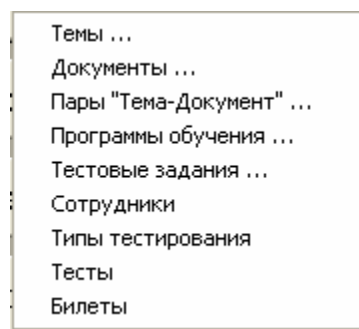 Темы ...
Документы ...
Пары "Тема-Документ" ...
Программы обучения ...
Тестовые задания ...
Сотрудники
Типы тестирования
Тесты
Билеты